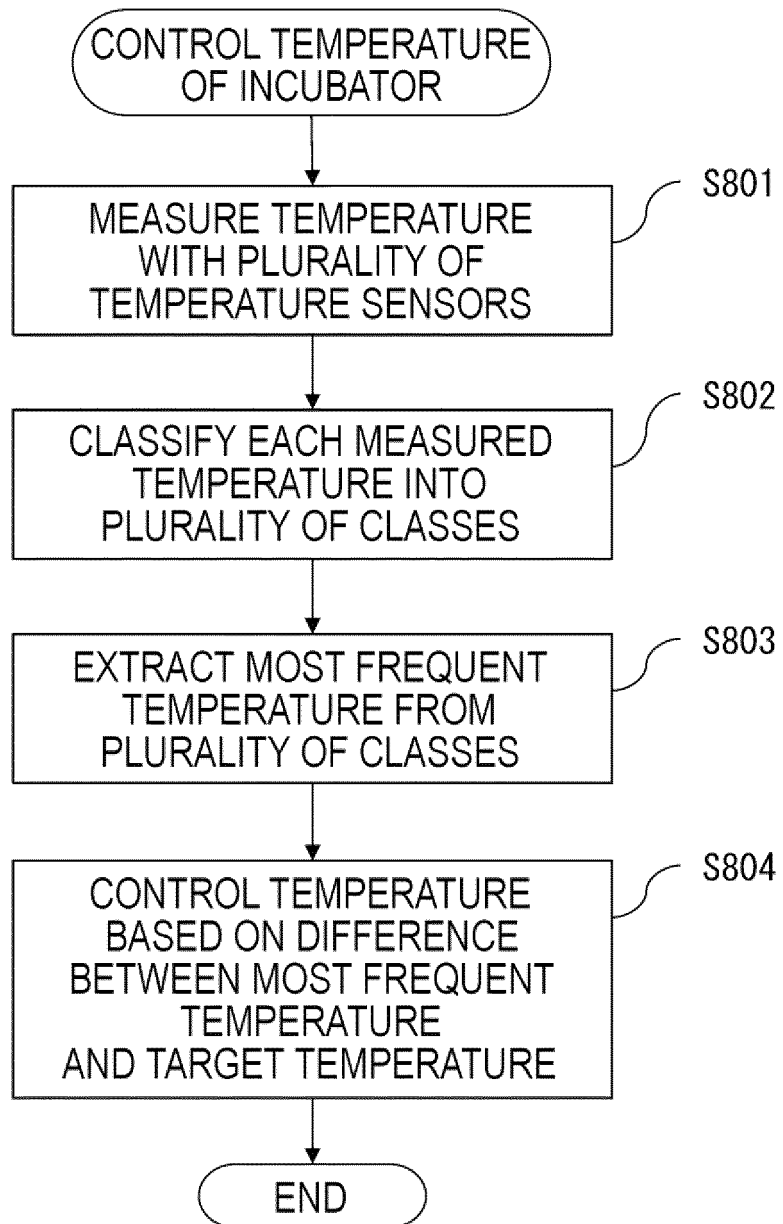 CONTROL TEMPERATURE
OF INCUBATOR
S801
MEASURE TEMPERATURE
WITH PLURALITY OF
TEMPERATURE SENSORS
S802
CLASSIFY EACH MEASURED
TEMPERATURE INTO
PLURALITY OF CLASSES
S803
EXTRACT MOST FREQUENT
TEMPERATURE FROM
PLURALITY OF CLASSES
S804
CONTROL TEMPERATURE
BASED ON DIFFERENCE
BETWEEN MOST FREQUENT
TEMPERATURE
AND TARGET TEMPERATURE
END